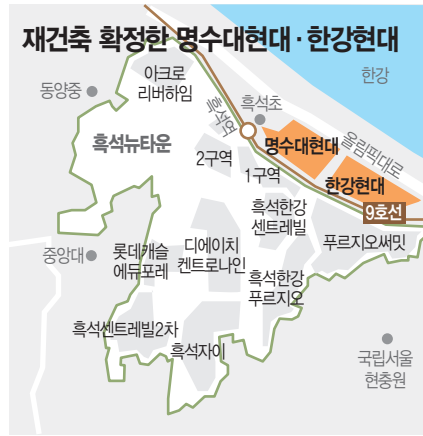 재건축 확정한 명수대현대·한강현대
한강
동양중
아크로
리버하임
흑석역
흑석초
올림픽대로
흑석뉴타운
명수대현대
2구역
1구역
한강현대
9호선
흑석한강
센트레빌
푸르지오써밋
중앙대
롯데캐슬
에듀포레
디에이치
켄트로나인
흑석한강
푸르지오
흑석센트레빌2차
흑석자이
국립서울
현충원